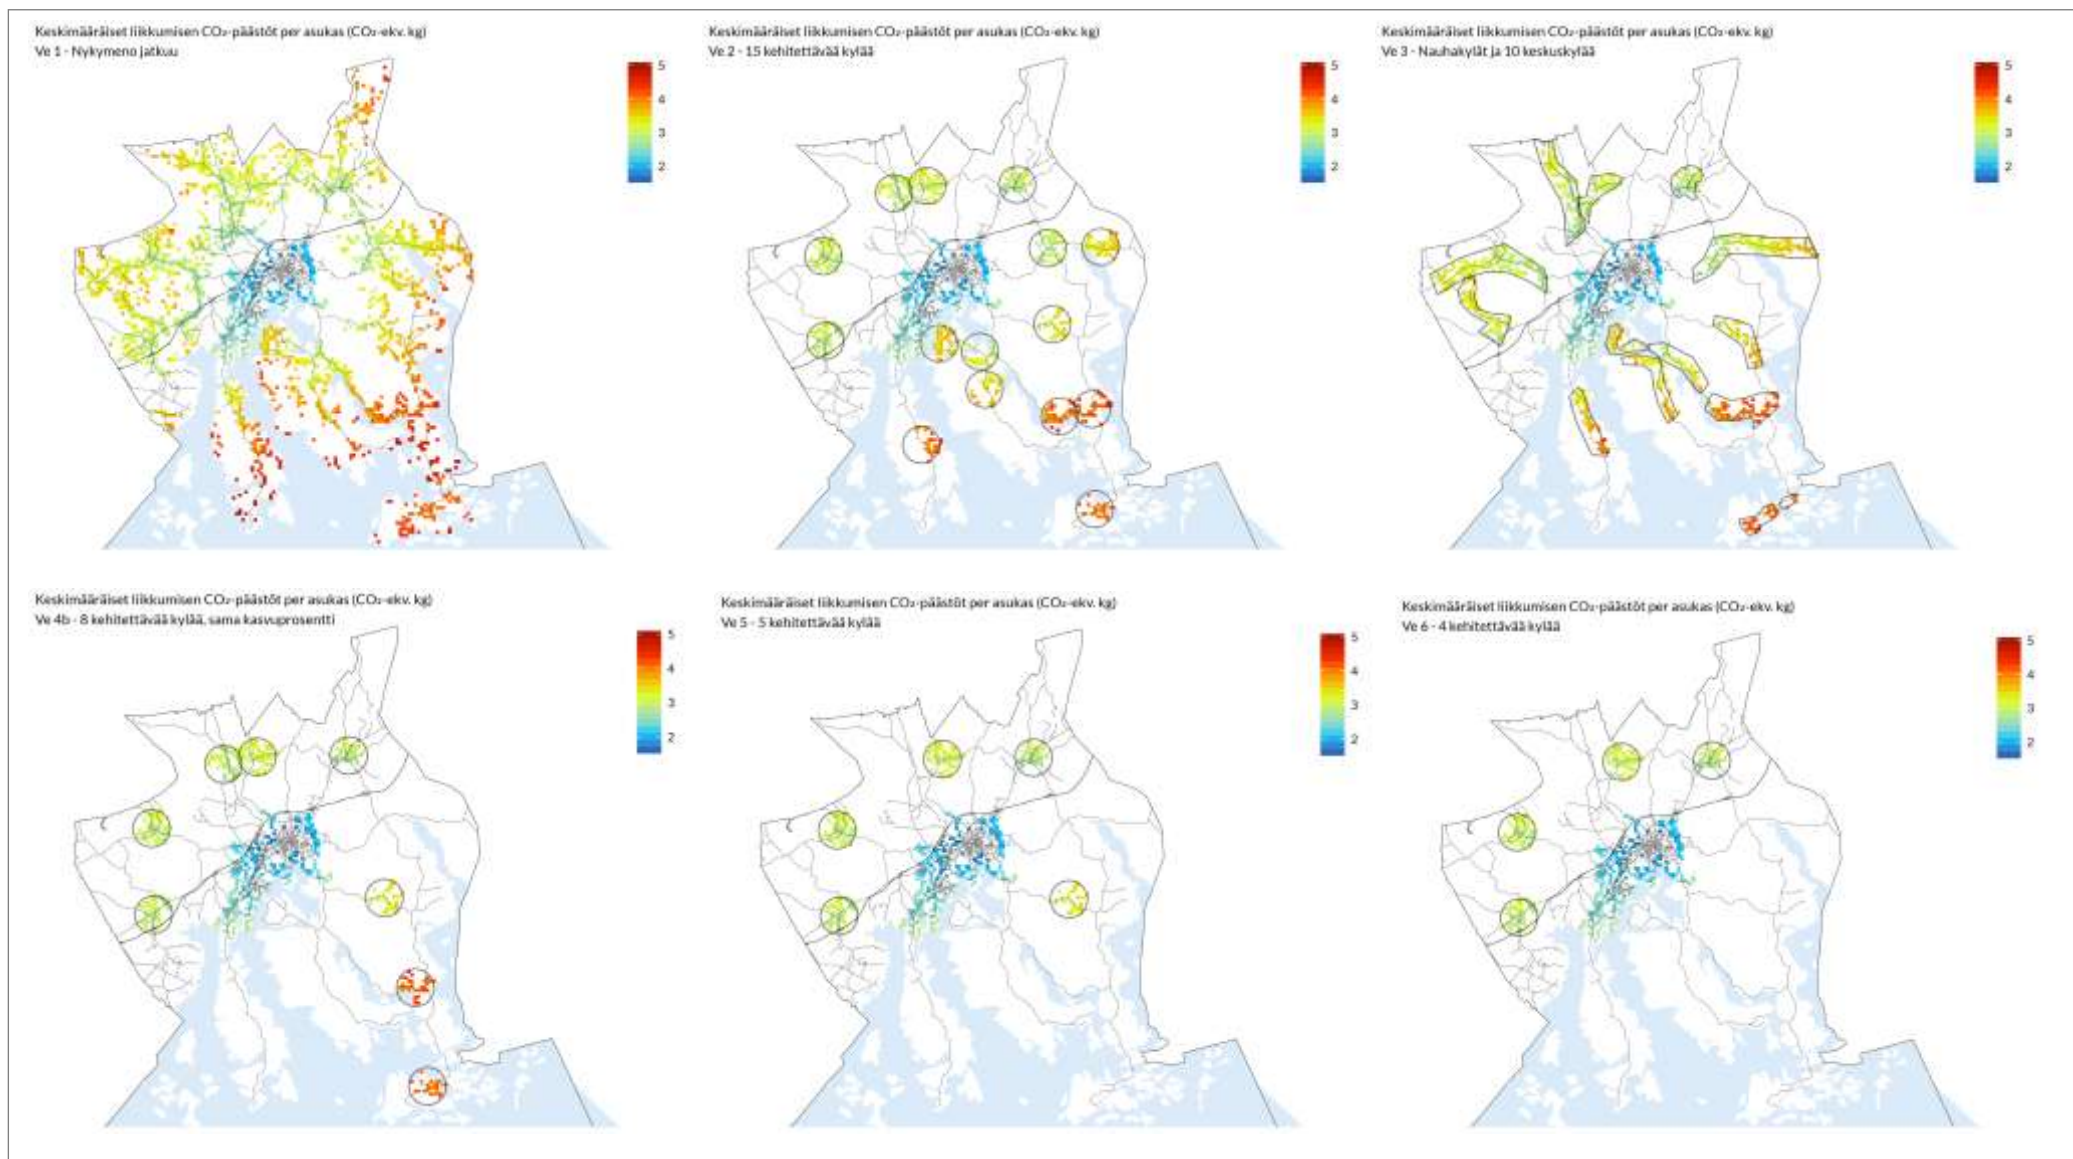 Keskimääräiset liikkumisen CO₂-päästöt per asukas (CO₂-ekv. kg)
Ve 1 - Nykymeno jatkuu
5
4
3
2
Keskimääräiset liikkumisen CO₂-päästöt per asukas (CO₂-ekv. kg)
Ve 2 - 15 kehitettävää kylää
5
4
3
2
Keskimääräiset liikkumisen CO₂-päästöt per asukas (CO₂-ekv. kg)
Ve 3 - Nauhakylät ja 10 keskuskylää
5
4
3
2
Keskimääräiset liikkumisen CO₂-päästöt per asukas (CO₂-ekv. kg)
Ve 4b - 8 kehitettävää kylää, sama kasvuprosentti
5
4
3
2
Keskimääräiset liikkumisen CO₂-päästöt per asukas (CO₂-ekv. kg)
Ve 5 - 5 kehitettävää kylää
5
4
3
2
Keskimääräiset liikkumisen CO₂-päästöt per asukas (CO₂-ekv. kg)
Ve 6 - 4 kehitettävää kylää
5
4
3
2